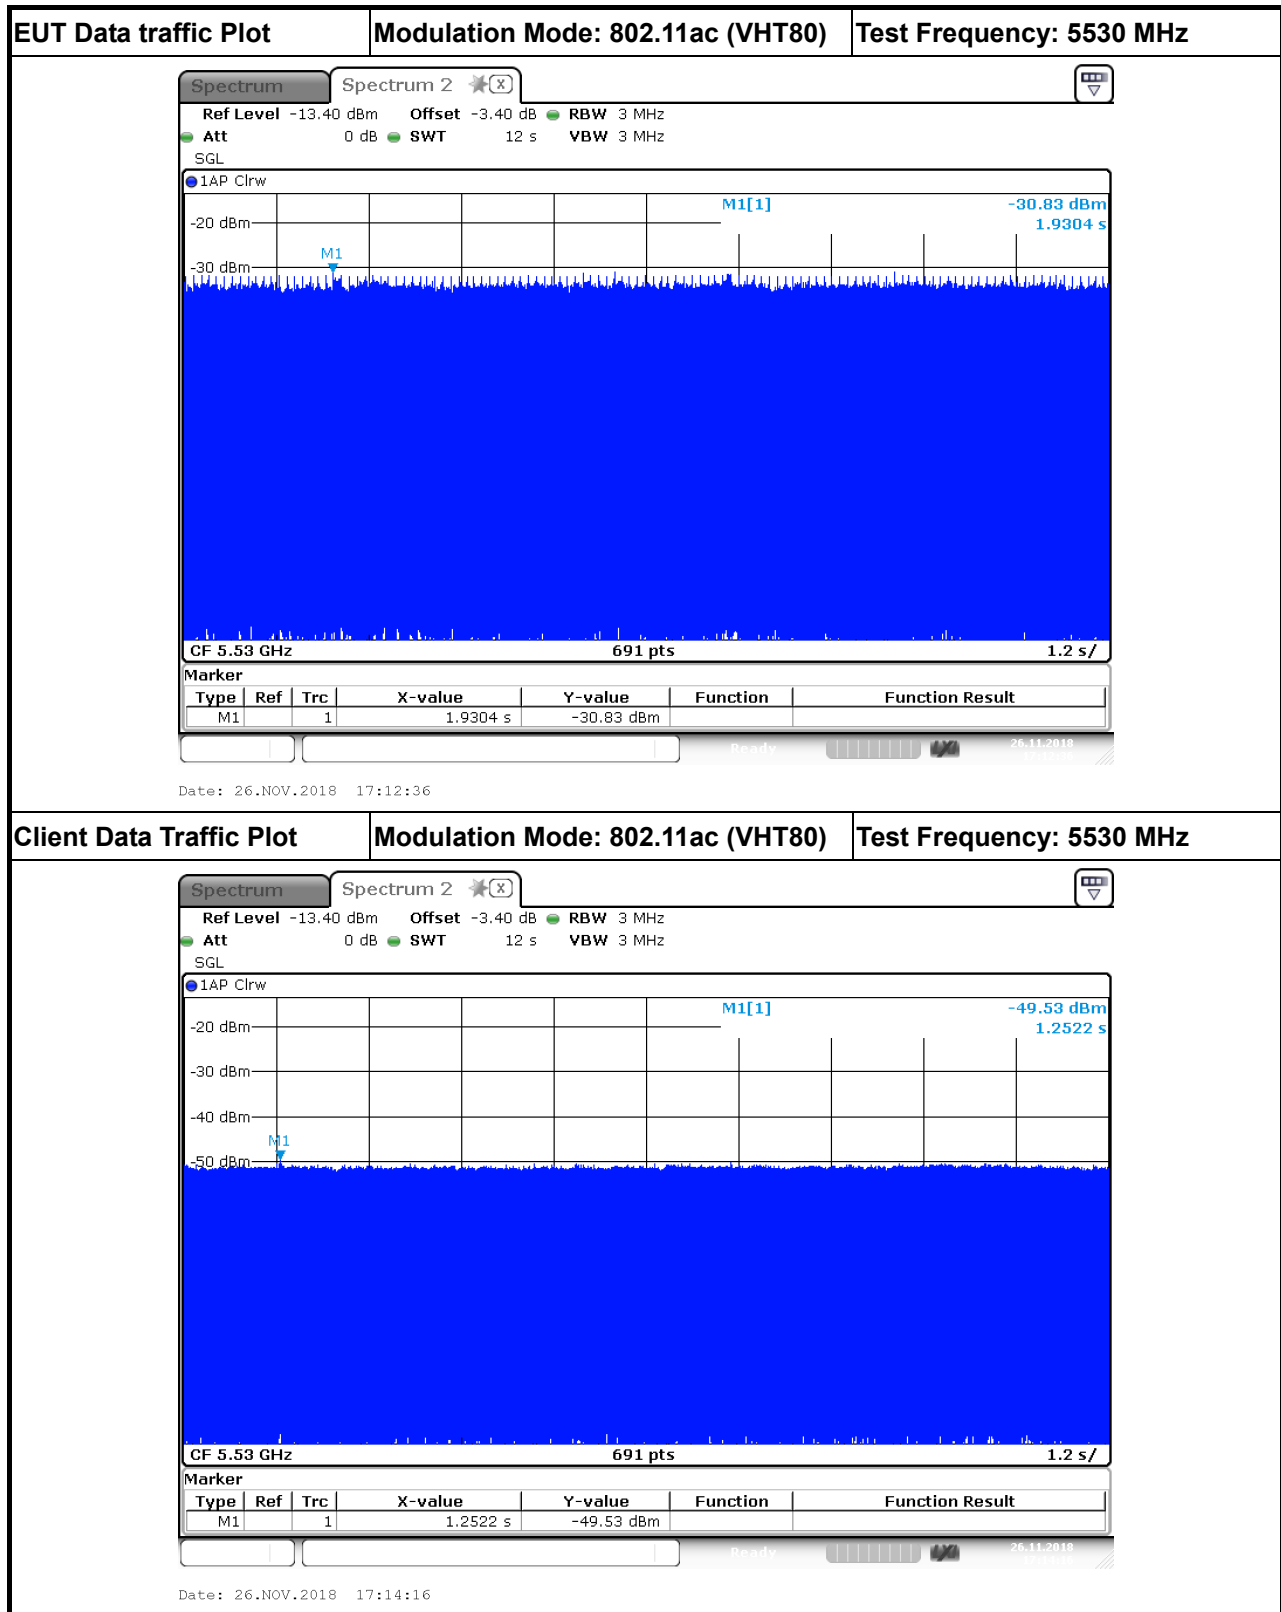 EUT Data traffic Plot Modulation Mode: 802.11ac (VHT80) Test Frequency: 5530 MHz
Spectrum Spectrum 2 X
Ref Level -13.40 dBm Offset -3.40 dB RBW 3 MHz
Att 0 dB SWT 12 s VBW 3 MHz
SGL
1AP Clrw
M1[1] -30.83 dBm
1.9304 s
-20 dBm
M1
-30 dBm
CF 5.53 GHz 691 pts 1.2 s/
Marker
Type Ref Trc X-value Y-value Function Function Result
M1 1 1.9304 s -30.83 dBm
Ready 26.11.2018
Date: 26.NOV.2018 17:12:36
Client Data Traffic Plot Modulation Mode: 802.11ac (VHT80) Test Frequency: 5530 MHz
Spectrum Spectrum 2 X
Ref Level -13.40 dBm Offset -3.40 dB RBW 3 MHz
Att 0 dB SWT 12 s VBW 3 MHz
SGL
1AP Clrw
M1[1] -49.53 dBm
1.2522 s
-20 dBm
-30 dBm
-40 dBm
M1
-50 dBm
CF 5.53 GHz 691 pts 1.2 s/
Marker
Type Ref Trc X-value Y-value Function Function Result
M1 1 1.2522 s -49.53 dBm
Ready 26.11.2018
Date: 26.NOV.2018 17:14:16